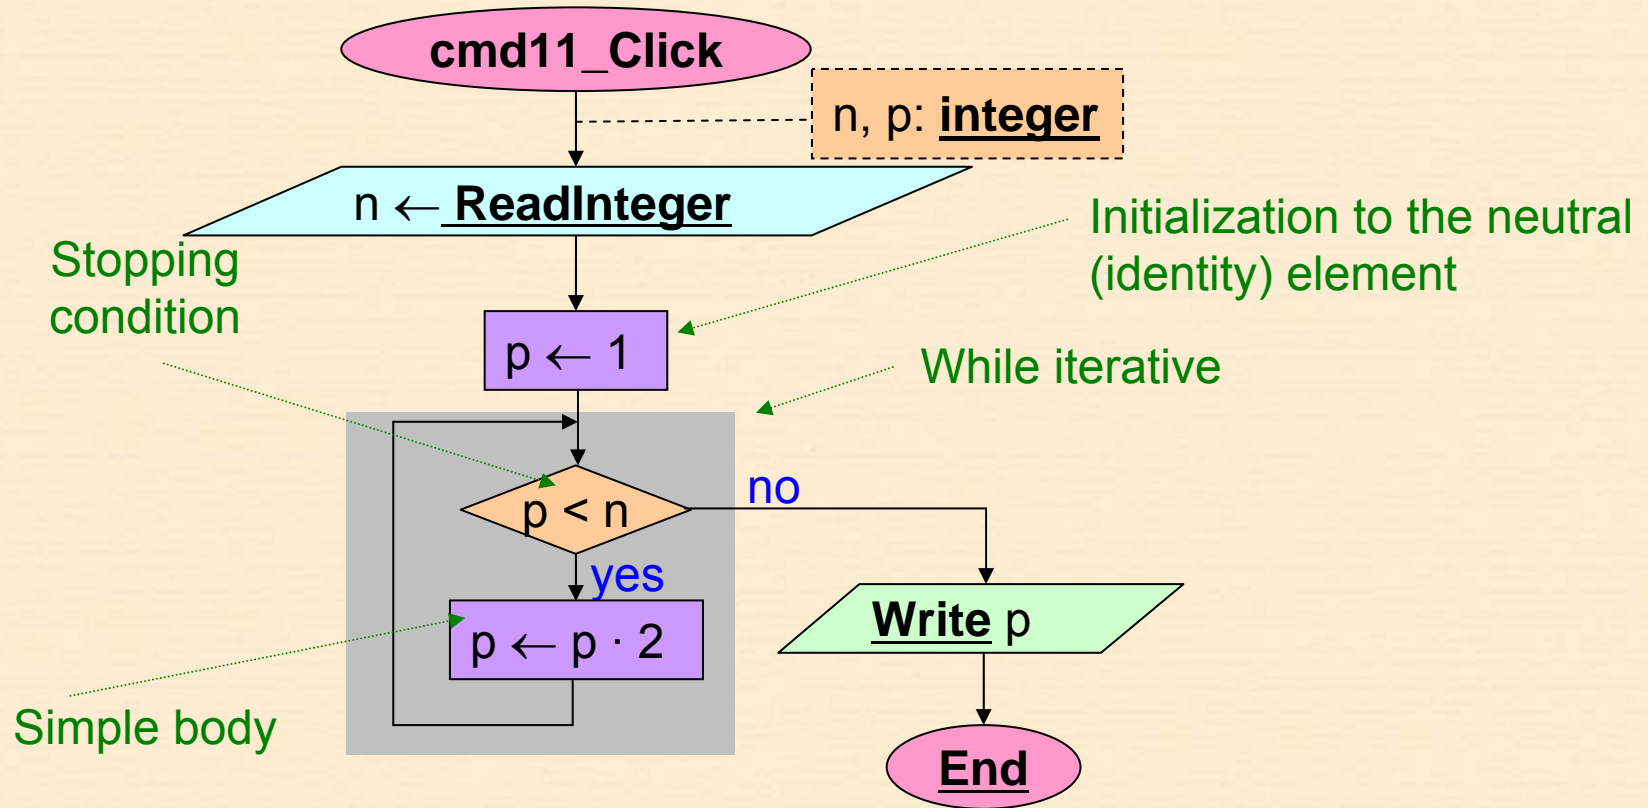 cmd11_Click
n, p: integer
n ← ReadInteger
Initialization to the neutral
(identity) element
Stopping
condition
p ← 1
While iterative
p < n
no
yes
p ← p · 2
Write p
Simple body
End